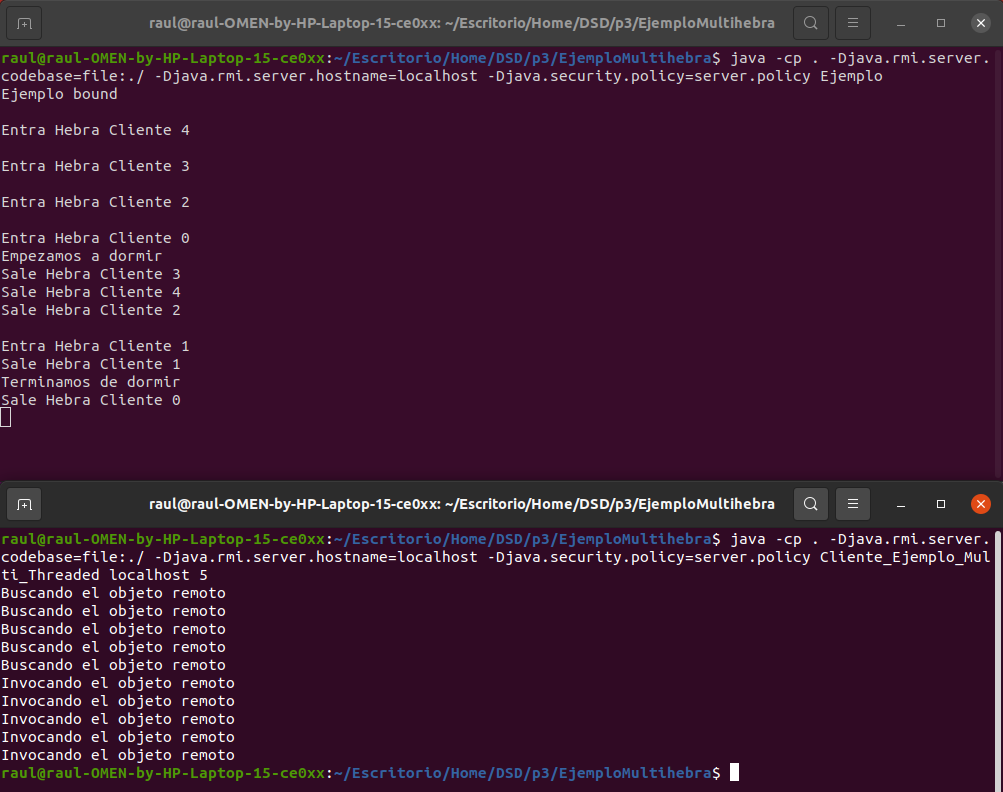 raul@raul-OMEN-by-HP-Laptop-15-ce0xx: ~/Escritorio/Home/DSD/p3/EjemploMultihebra
raul@raul-OMEN-by-HP-Laptop-15-ce0xx:~/Escritorio/Home/DSD/p3/EjemploMultihebra$ java -cp . -Djava.rmi.server.
codebase=file:./ -Djava.rmi.server.hostname=localhost -Djava.security.policy=server.policy Ejemplo
Ejemplo bound
Entra Hebra Cliente 4
Entra Hebra Cliente 3
Entra Hebra Cliente 2
Entra Hebra Cliente 0
Empezamos a dormir
Sale Hebra Cliente 3
Sale Hebra Cliente 4
Sale Hebra Cliente 2
Entra Hebra Cliente 1
Sale Hebra Cliente 1
Terminamos de dormir
Sale Hebra Cliente 0
raul@raul-OMEN-by-HP-Laptop-15-ce0xx: ~/Escritorio/Home/DSD/p3/EjemploMultihebra
raul@raul-OMEN-by-HP-Laptop-15-ce0xx:~/Escritorio/Home/DSD/p3/EjemploMultihebra$ java -cp . -Djava.rmi.server.
codebase=file:./ -Djava.rmi.server.hostname=localhost -Djava.security.policy=server.policy Cliente_Ejemplo_Mul
ti_Threaded localhost 5
Buscando el objeto remoto
Buscando el objeto remoto
Buscando el objeto remoto
Buscando el objeto remoto
Buscando el objeto remoto
Invocando el objeto remoto
Invocando el objeto remoto
Invocando el objeto remoto
Invocando el objeto remoto
Invocando el objeto remoto
raul@raul-OMEN-by-HP-Laptop-15-ce0xx:~/Escritorio/Home/DSD/p3/EjemploMultihebra$